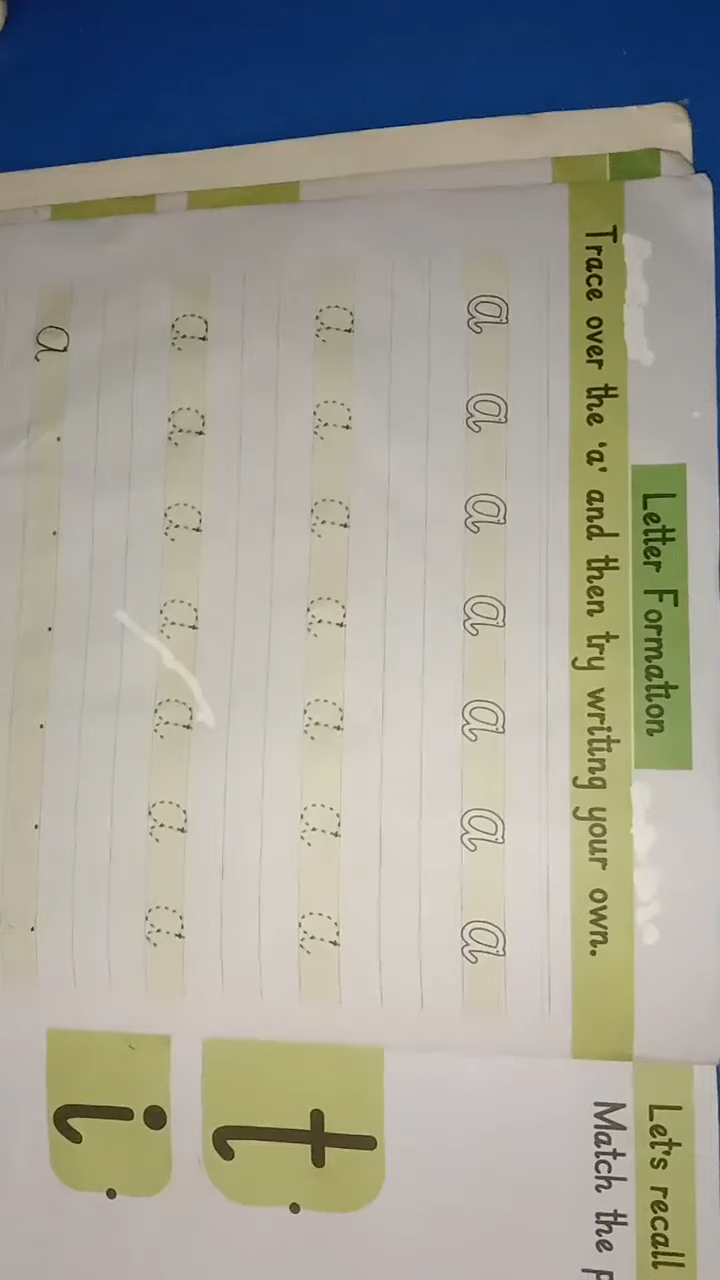 Letter Formation
Trace over the 'a' and then try writing your own.
a a a a a a a
a a a a a a a
a a a a a a a
a
Let's recall
Match the
t
i